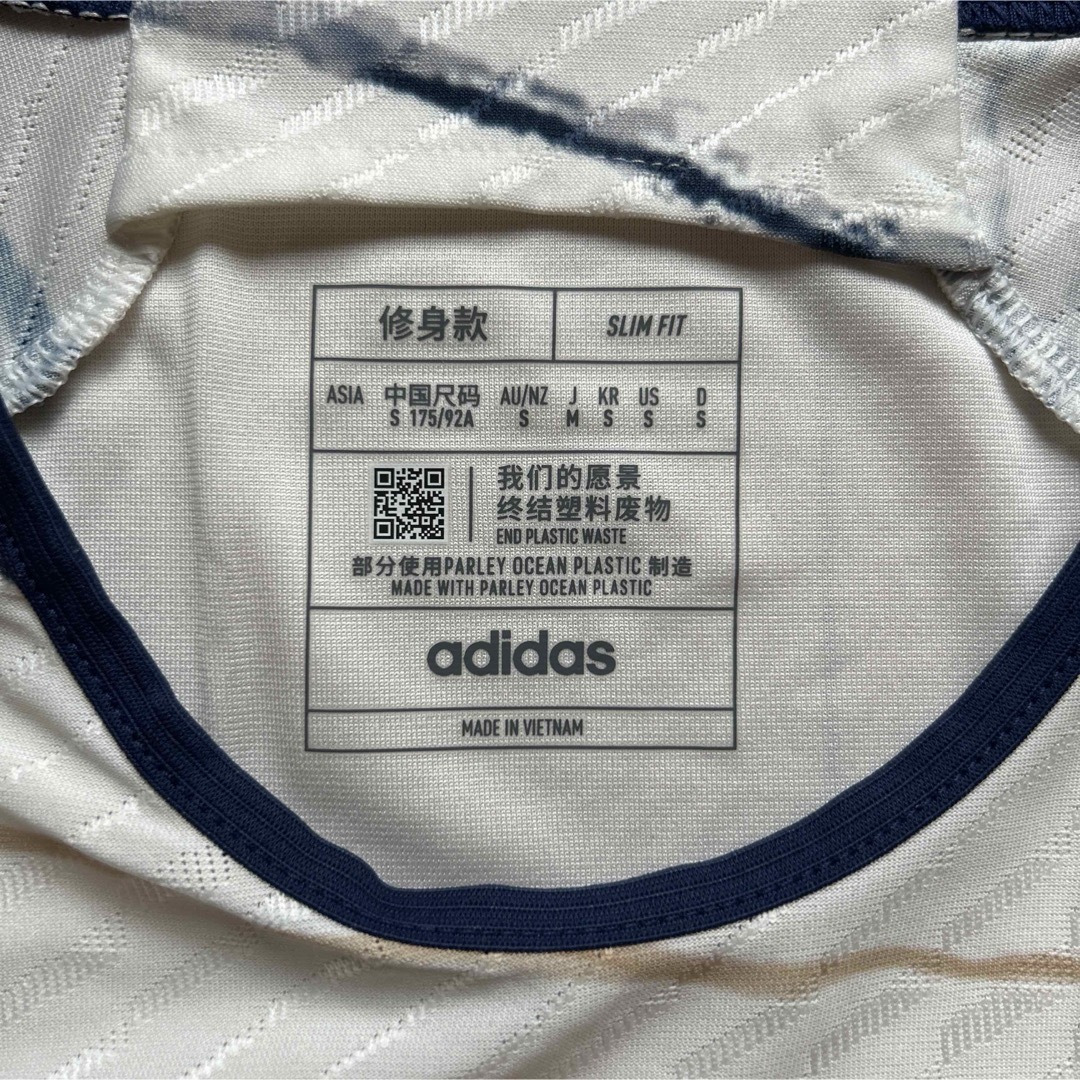 修身款 SLIM FIT
ASIA 中国尺码 AU/NZ J KR US D
S 175/92A S M S S S
我们的愿景
终结塑料废物
END PLASTIC WASTE
部分使用PARLEY OCEAN PLASTIC 制造
MADE WITH PARLEY OCEAN PLASTIC
adidas
MADE IN VIETNAM